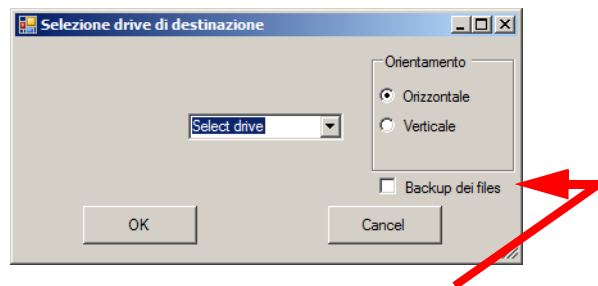 Selezione drive di destinazione
Orientamento
Orizzontale
Select drive
Verticale
Backup dei files
OK
Cancel